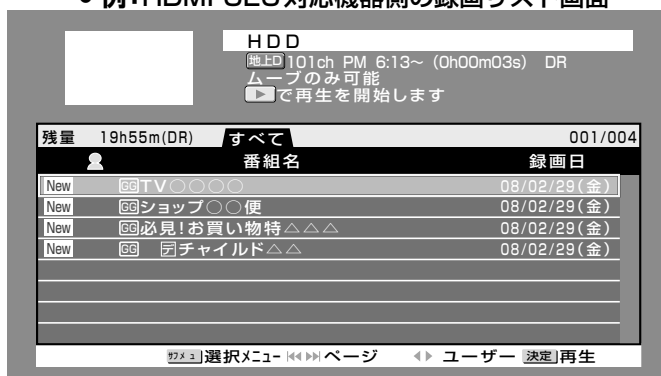 ● 例:HDMI CEC対応機器側の録画リスト画面
HDD
地上D 101ch PM 6:13~ (0h00m03s) DR
ムーブのみ可能
▶で再生を開始します
残量 19h55m(DR) すべて 001/004
番組名 録画日
New GG TV○○○○ 08/02/29(金)
New GG ショップ○○便 08/02/29(金)
New GG 必見!お買い物特△△△ 08/02/29(金)
New GG デ チャイルド△△ 08/02/29(金)
ｻﾌﾞﾒﾆｭｰ 選択メニュー ⏮⏭ ページ ◀▶ ユーザー 決定 再生